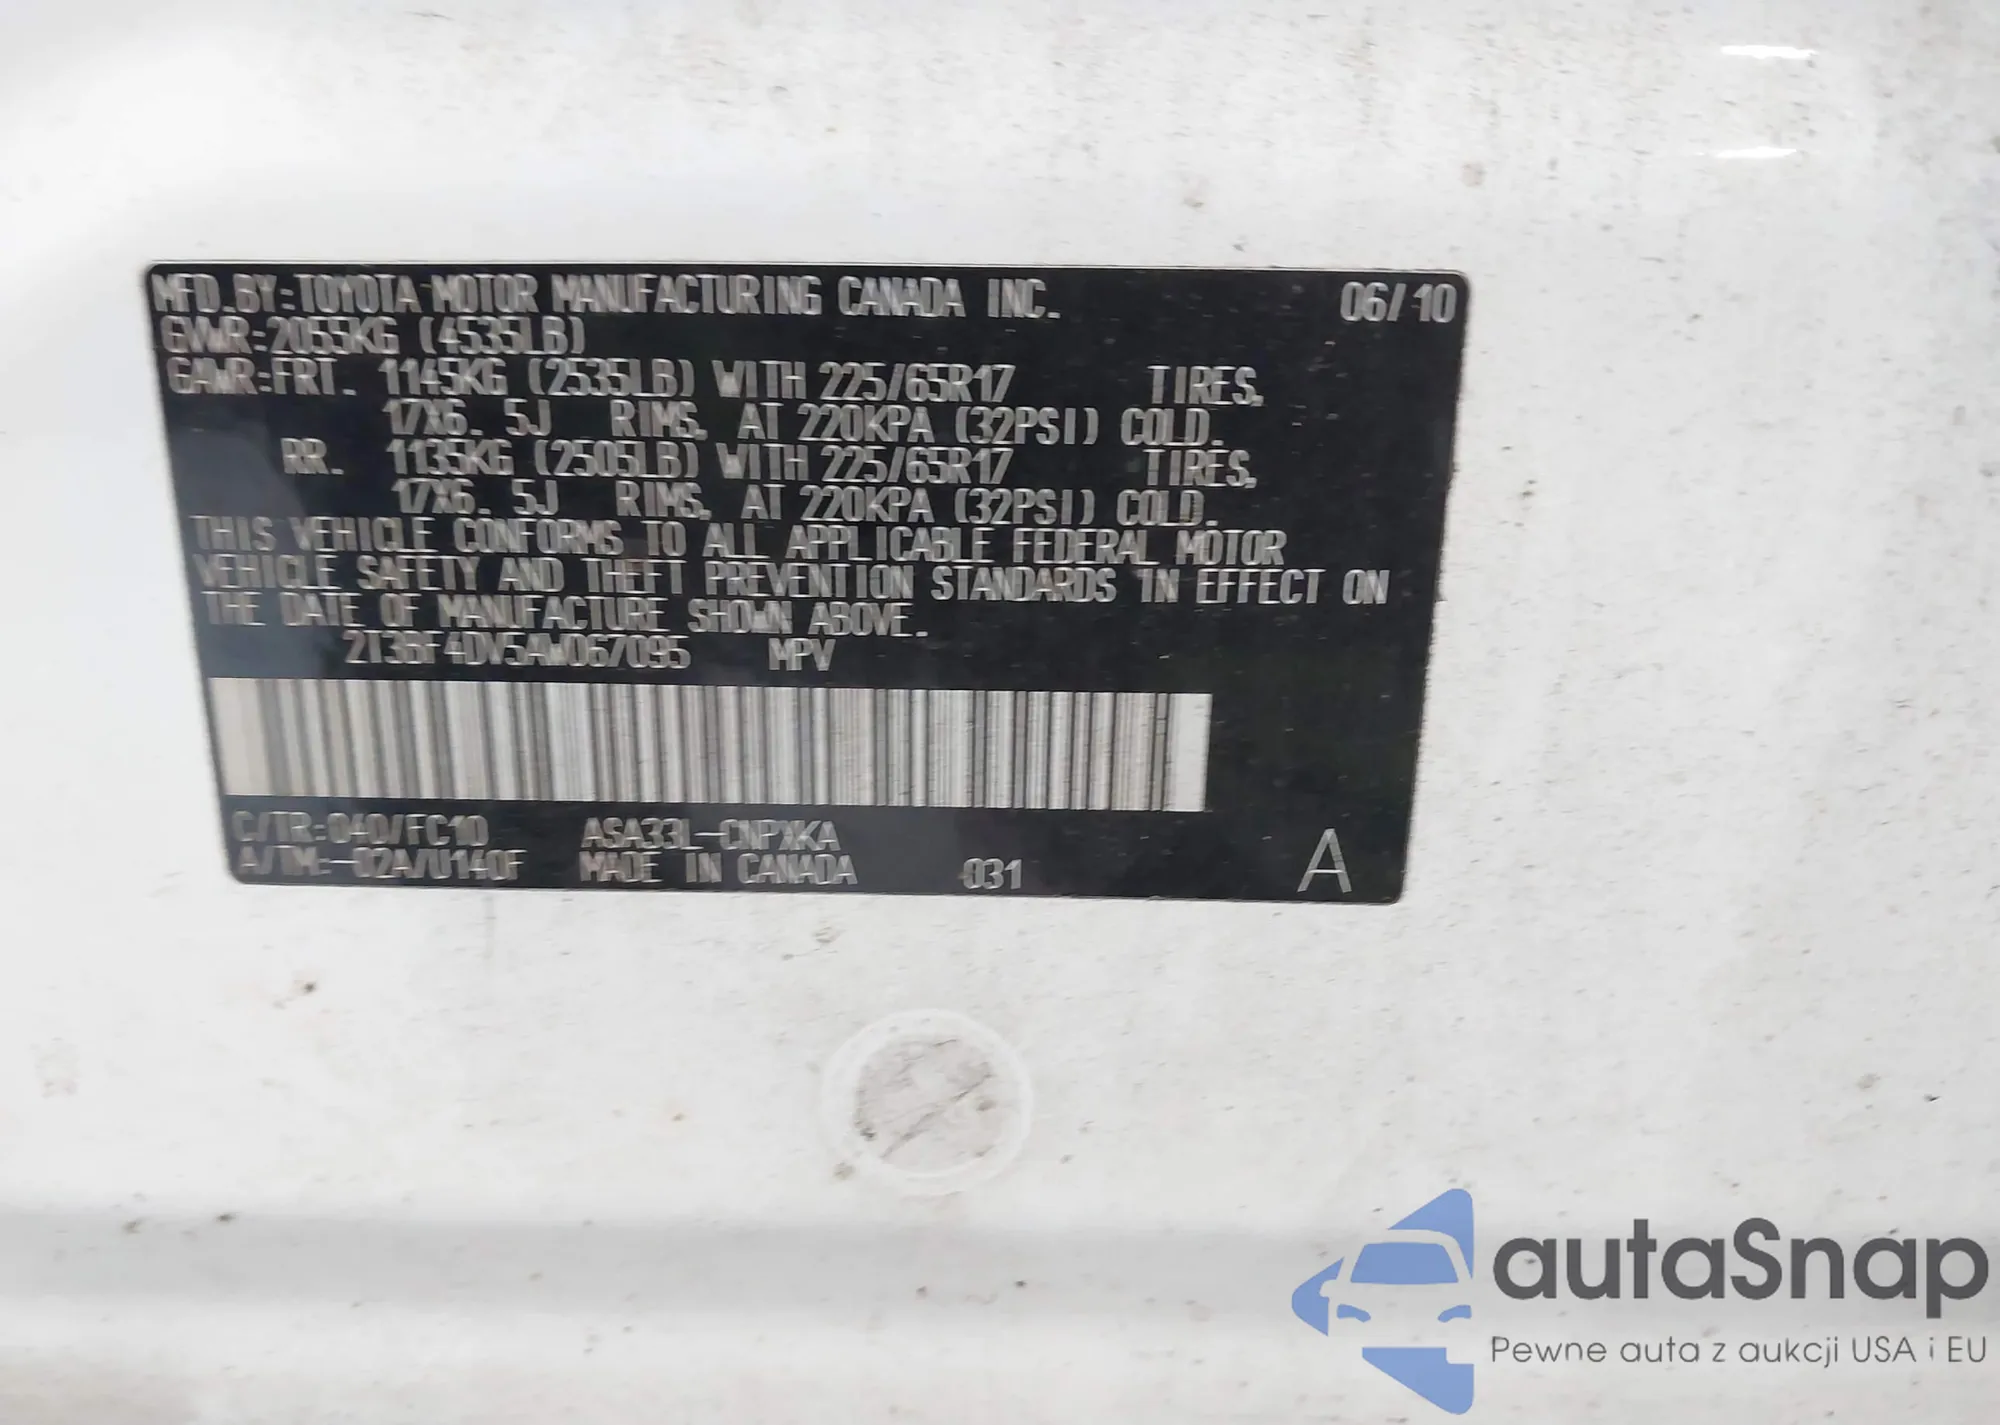 MFD.BY:TOYOTA MOTOR MANUFACTURING CANADA INC. 06/10
GVWR:2055KG (4535LB)
GAWR:FRT. 1145KG (2535LB) WITH 225/65R17 TIRES,
17X6.5J RIMS, AT 220KPA (32PSI) COLD.
RR. 1135KG (2505LB) WITH 225/65R17 TIRES,
17X6.5J RIMS, AT 220KPA (32PSI) COLD.
THIS VEHICLE CONFORMS TO ALL APPLICABLE FEDERAL MOTOR
VEHICLE SAFETY AND THEFT PREVENTION STANDARDS IN EFFECT ON
THE DATE OF MANUFACTURE SHOWN ABOVE.
2T3BF4DV5AW067095 MPV
C/TR:040/FC10 ASA33L-CNPXKA
A/TM:-02A/U140F MADE IN CANADA 031 A
autaSnap
Pewne auta z aukcji USA i EU